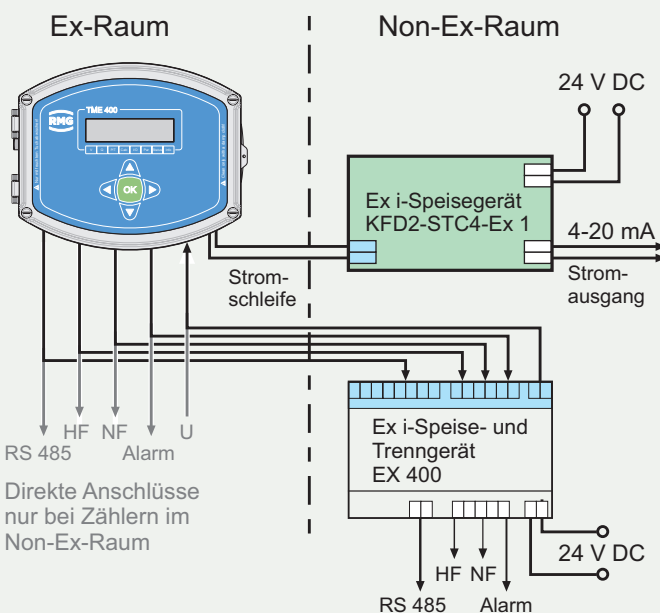 Ex-Raum
Non-Ex-Raum
24 V DC
RMG
TME 400
OK
Ex i-Speisegerät
KFD2-STC4-Ex 1
4-20 mA
Strom-
ausgang
Strom-
schleife
HF NF U
RS 485 Alarm
Direkte Anschlüsse
nur bei Zählern im
Non-Ex-Raum
Ex i-Speise- und
Trenngerät
EX 400
24 V DC
HF NF
RS 485 Alarm